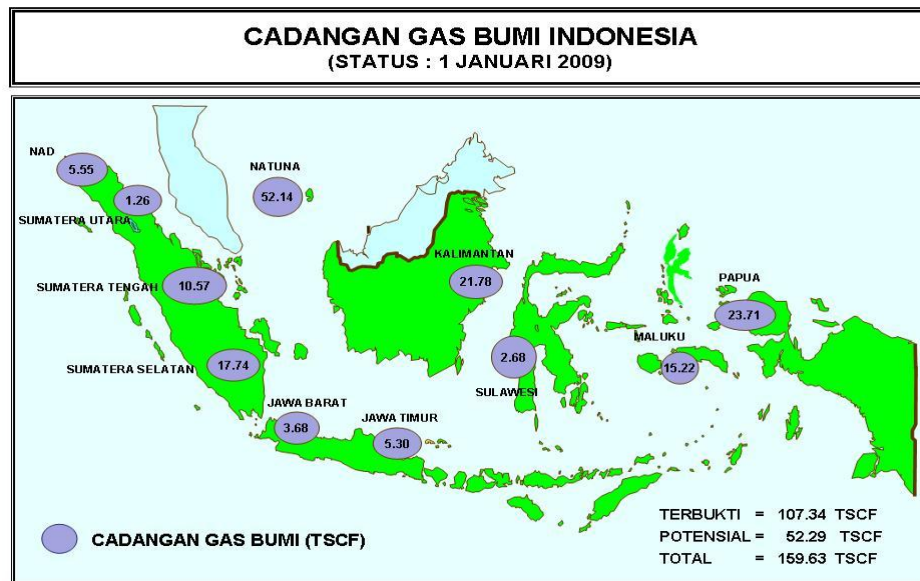 CADANGAN GAS BUMI INDONESIA
(STATUS : 1 JANUARI 2009)
NAD
5.55
1.26
SUMATERA UTARA
NATUNA
52.14
KALIMANTAN
21.78
SUMATERA TENGAH
10.57
PAPUA
23.71
MALUKU
15.22
2.68
SULAWESI
SUMATERA SELATAN
17.74
JAWA BARAT
3.68
JAWA TIMUR
5.30
CADANGAN GAS BUMI (TSCF)
TERBUKTI = 107.34 TSCF
POTENSIAL = 52.29 TSCF
TOTAL = 159.63 TSCF